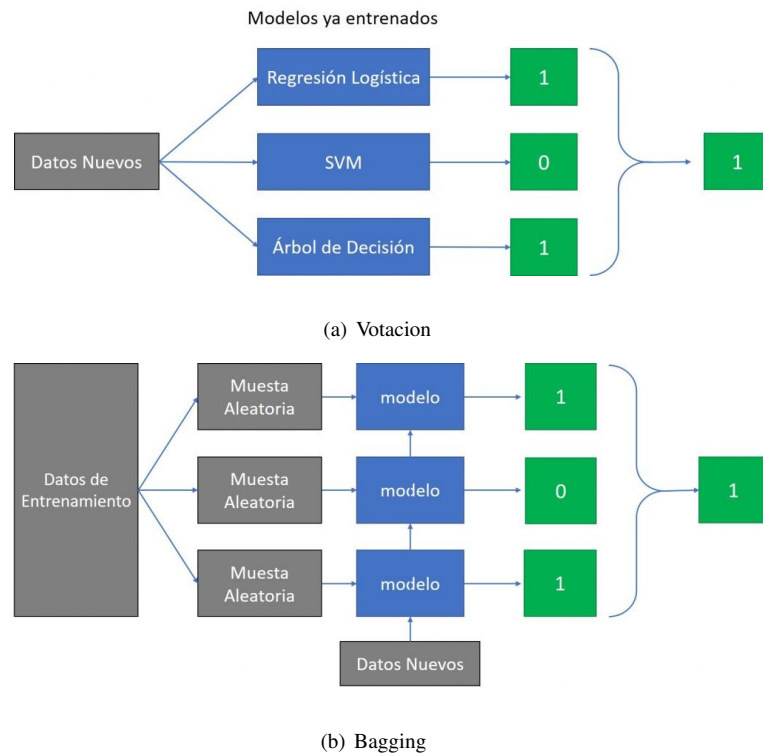 Modelos ya entrenados
Regresión Logística
1
Datos Nuevos
SVM
0
1
Árbol de Decisión
1
(a) Votacion
Muesta
Aleatoria
modelo
1
Datos de
Entrenamiento
Muesta
Aleatoria
modelo
0
1
Muesta
Aleatoria
modelo
1
Datos Nuevos
(b) Bagging